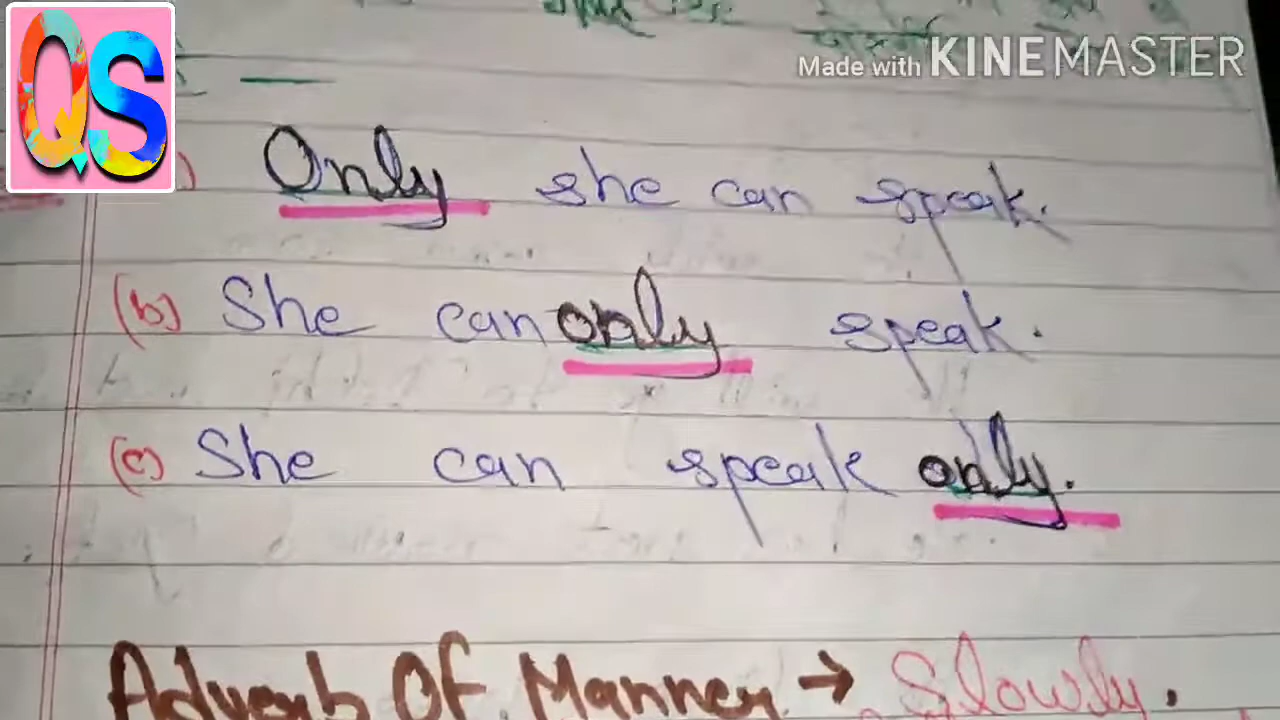 QS
Made with KINEMASTER
) Only she can speak.
(b) She can only speak.
(c) She can speak only.
Adverb Of Manner → Slowly.